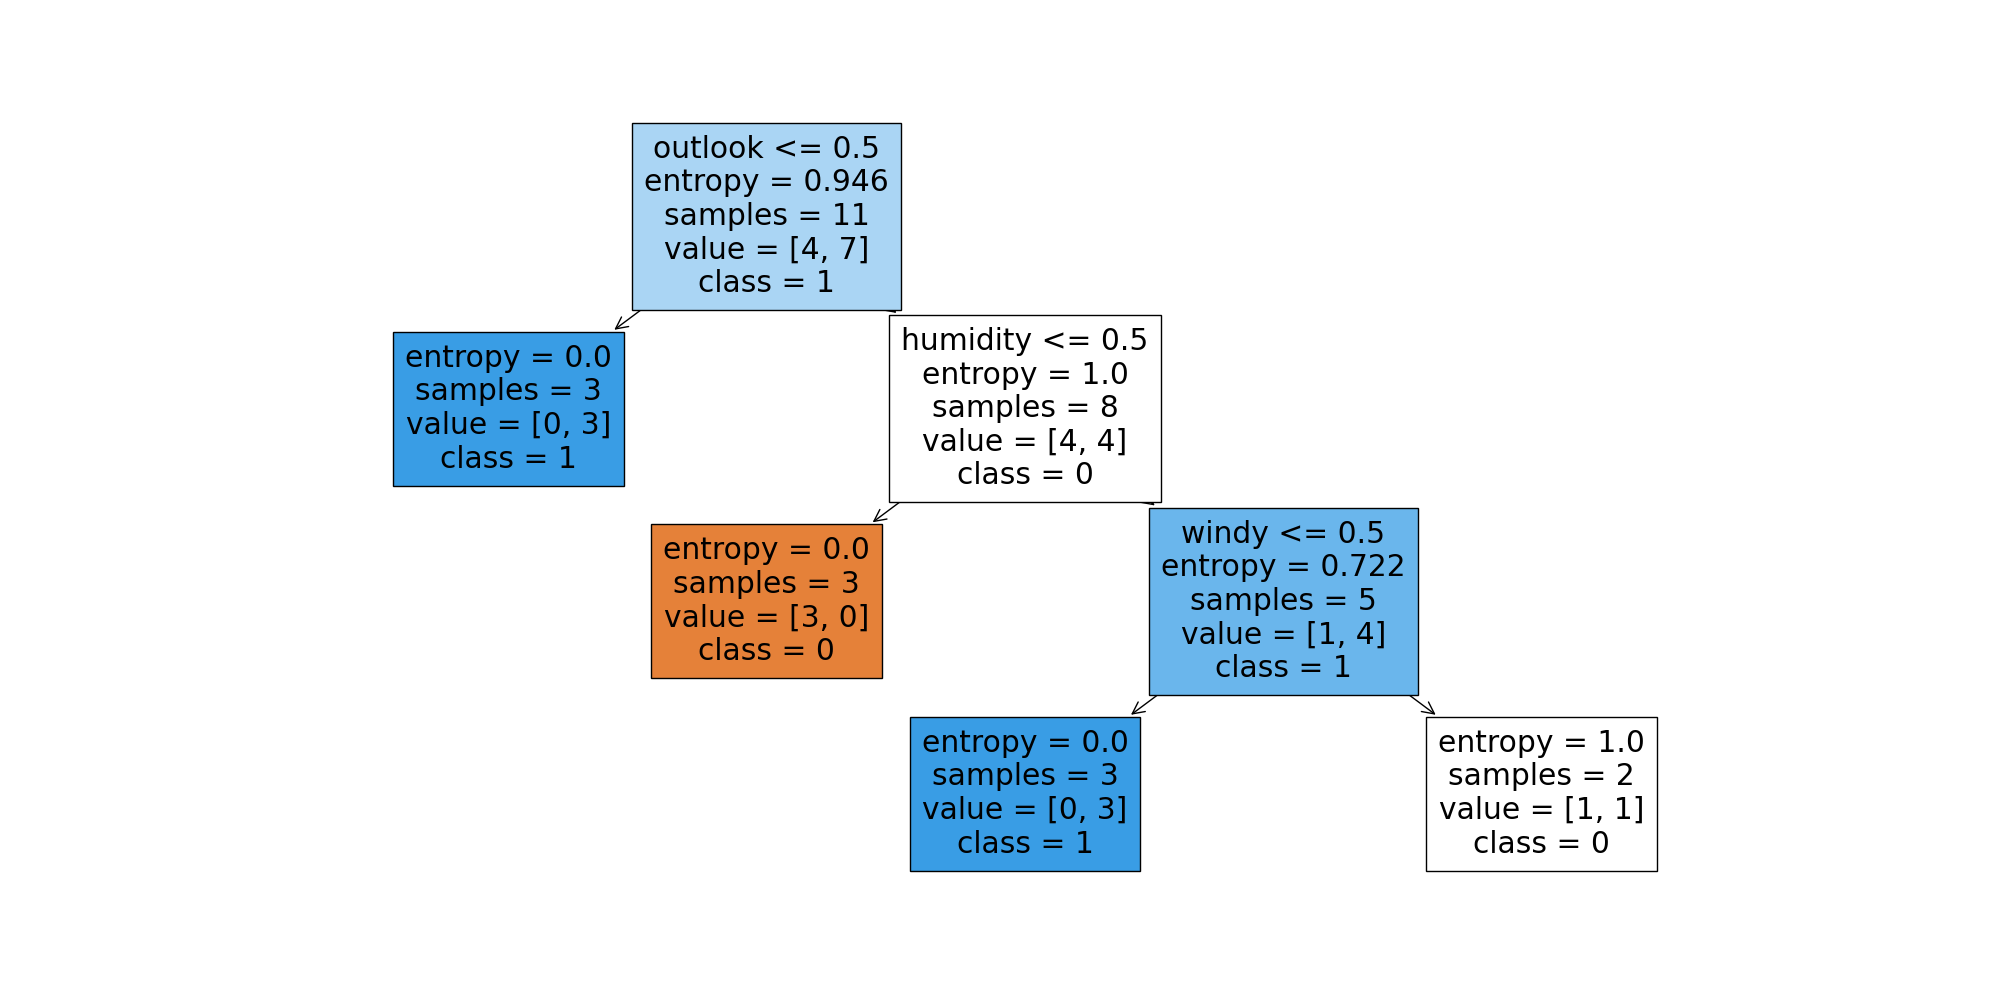 outlook <= 0.5
entropy = 0.946
samples = 11
value = [4, 7]
class = 1
entropy = 0.0
samples = 3
value = [0, 3]
class = 1
humidity <= 0.5
entropy = 1.0
samples = 8
value = [4, 4]
class = 0
entropy = 0.0
samples = 3
value = [3, 0]
class = 0
windy <= 0.5
entropy = 0.722
samples = 5
value = [1, 4]
class = 1
entropy = 0.0
samples = 3
value = [0, 3]
class = 1
entropy = 1.0
samples = 2
value = [1, 1]
class = 0